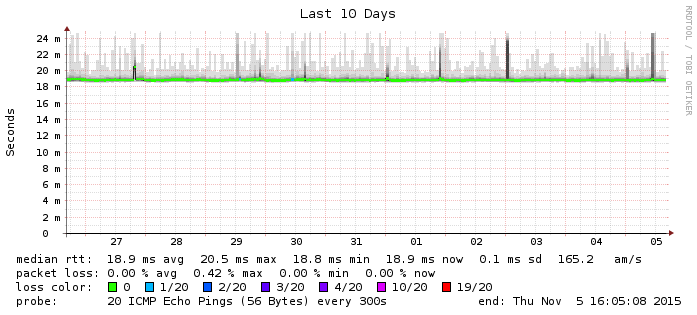 Last 10 Days
RRDTOOL / TOBI OETIKER
Seconds
24 m
22 m
20 m
18 m
16 m
14 m
12 m
10 m
8 m
6 m
4 m
2 m
0
27 28 29 30 31 01 02 03 04 05
median rtt: 18.9 ms avg 20.5 ms max 18.8 ms min 18.9 ms now 0.1 ms sd 165.2 am/s
packet loss: 0.00 % avg 0.42 % max 0.00 % min 0.00 % now
loss color: 0 1/20 2/20 3/20 4/20 10/20 19/20
probe: 20 ICMP Echo Pings (56 Bytes) every 300s end: Thu Nov 5 16:05:08 2015